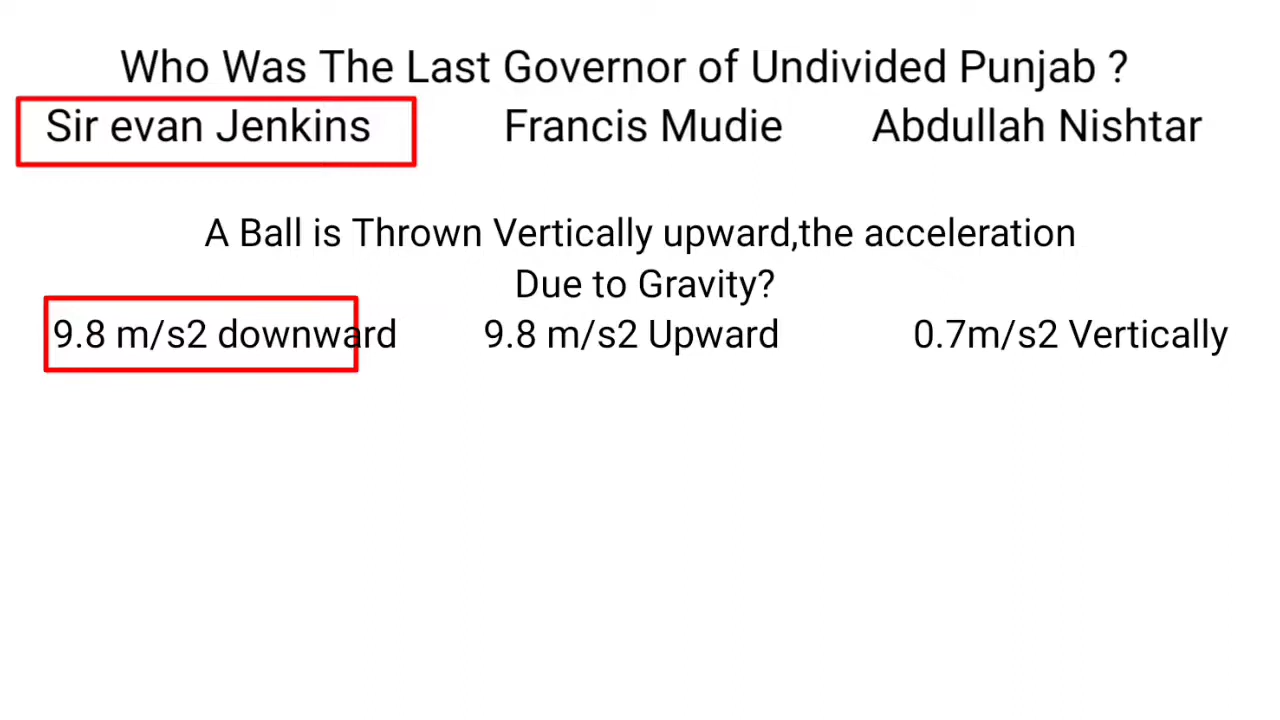 Who Was The Last Governor of Undivided Punjab ?
Sir evan Jenkins Francis Mudie Abdullah Nishtar
A Ball is Thrown Vertically upward,the acceleration
Due to Gravity?
9.8 m/s2 downward 9.8 m/s2 Upward 0.7m/s2 Vertically